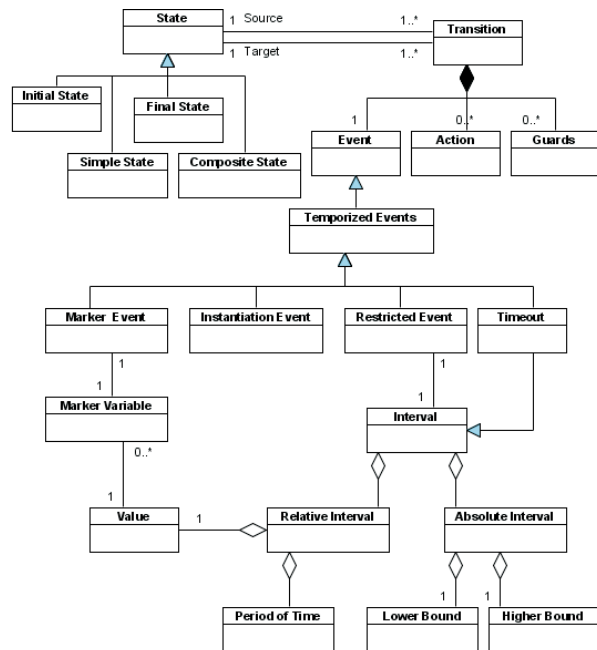 State
1 Source 1..*
Transition
1 Target 1..*
Initial State
Final State
1 0..* 0..*
Event Action Guards
Simple State Composite State
Temporized Events
Marker Event Instantiation Event Restricted Event Timeout
1 1
1 1
Marker Variable Interval
0..*
1 1
Value Relative Interval Absolute Interval
1 1
Period of Time Lower Bound Higher Bound